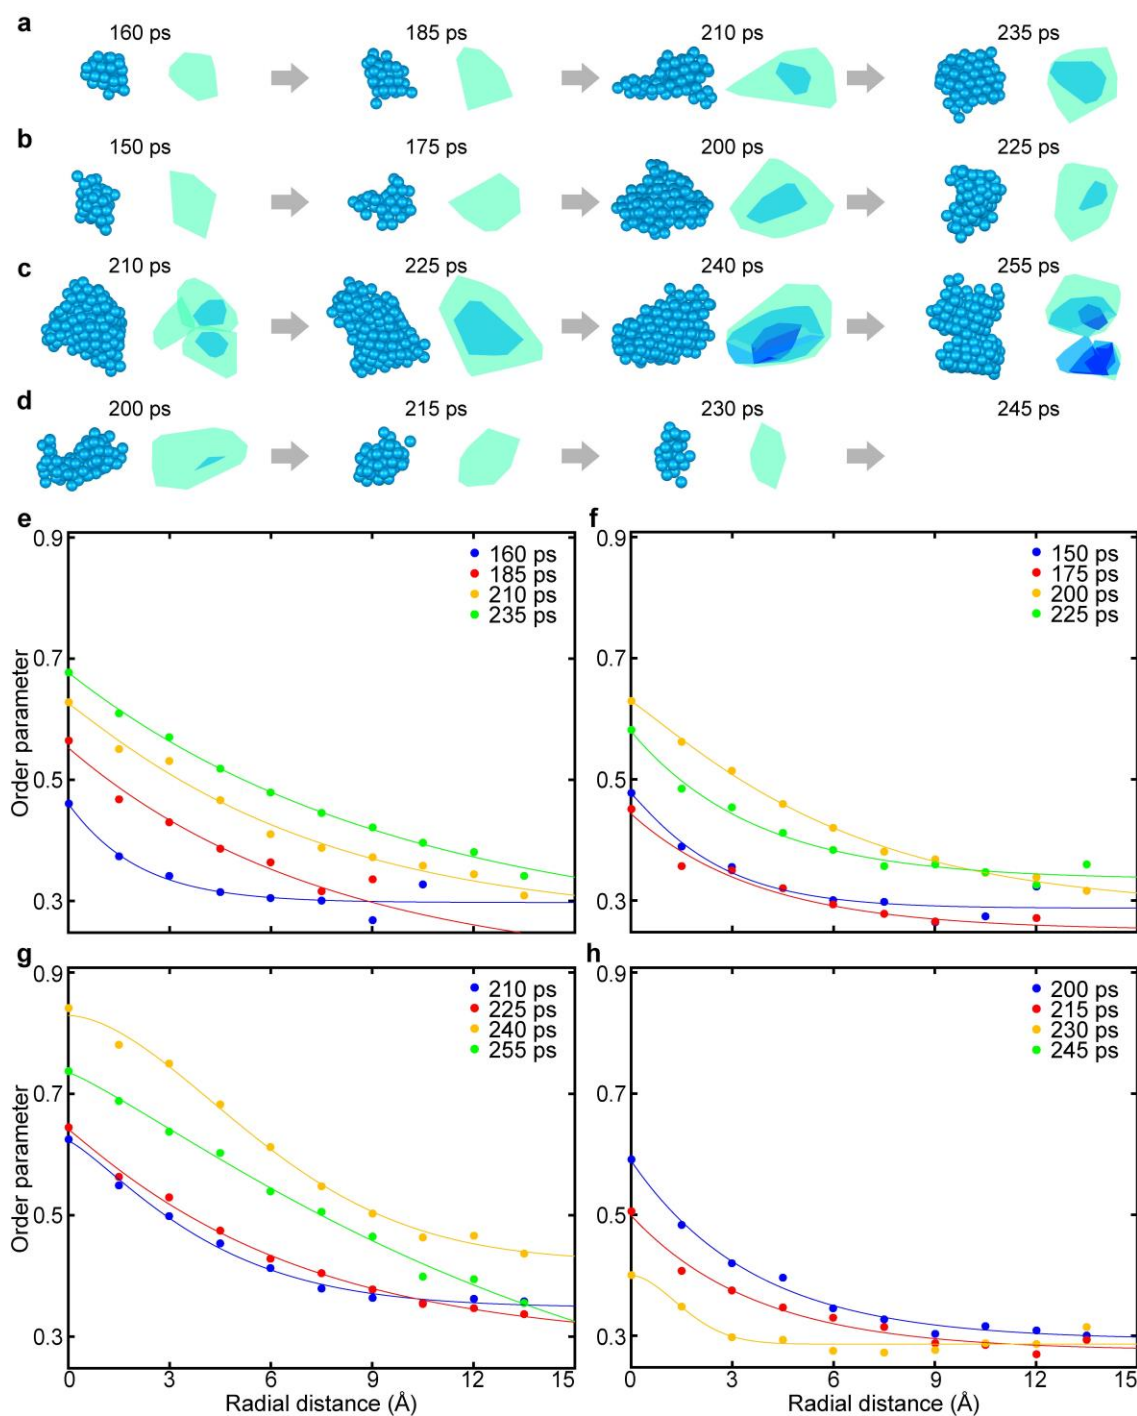 a
160 ps 185 ps 210 ps 235 ps
b
150 ps 175 ps 200 ps 225 ps
c
210 ps 225 ps 240 ps 255 ps
d
200 ps 215 ps 230 ps 245 ps
e
0.9
0.7
0.5
0.3
Order parameter
160 ps
185 ps
210 ps
235 ps
f
0.9
0.7
0.5
0.3
150 ps
175 ps
200 ps
225 ps
g
0.9
0.7
0.5
0.3
Order parameter
210 ps
225 ps
240 ps
255 ps
0 3 6 9 12 15
Radial distance (Å)
h
0.9
0.7
0.5
0.3
200 ps
215 ps
230 ps
245 ps
0 3 6 9 12 15
Radial distance (Å)